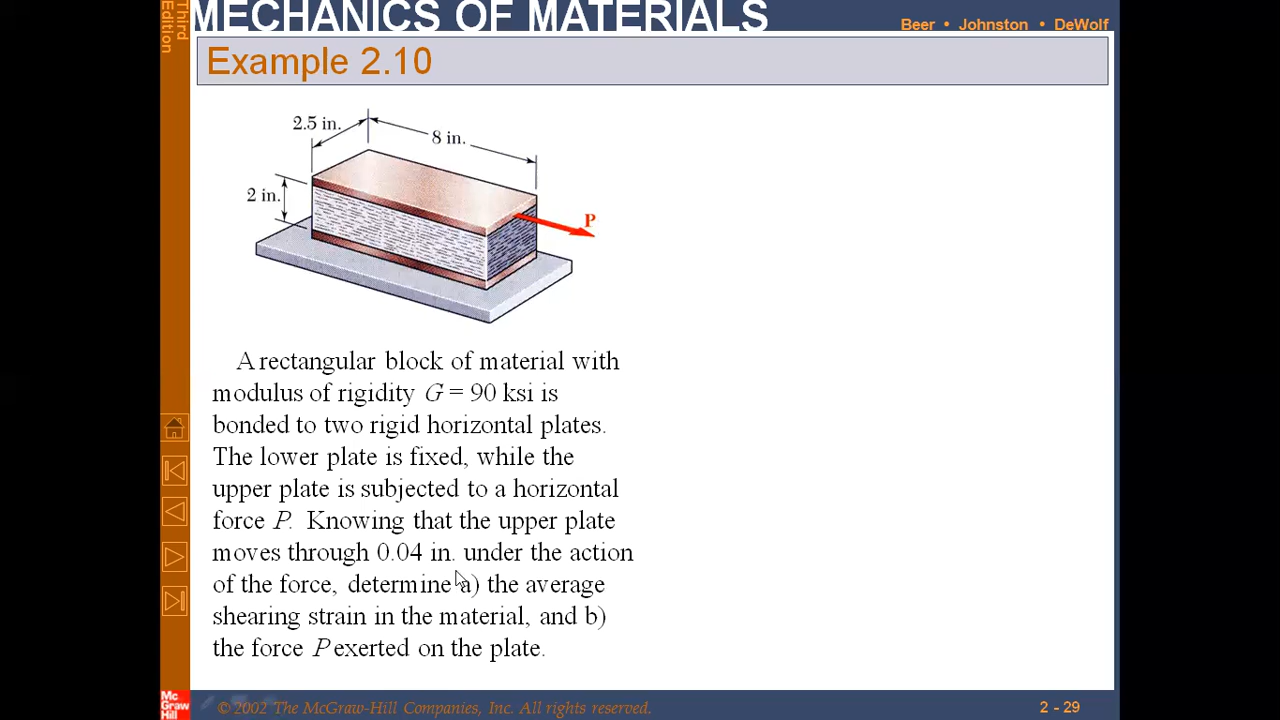 Third
Edition
MECHANICS OF MATERIALS
Beer • Johnston • DeWolf
Example 2.10
2.5 in.
8 in.
2 in.
P
A rectangular block of material with
modulus of rigidity G = 90 ksi is
bonded to two rigid horizontal plates.
The lower plate is fixed, while the
upper plate is subjected to a horizontal
force P. Knowing that the upper plate
moves through 0.04 in. under the action
of the force, determine a) the average
shearing strain in the material, and b)
the force P exerted on the plate.
Mc
Graw
Hill
© 2002 The McGraw-Hill Companies, Inc. All rights reserved.
2 - 29